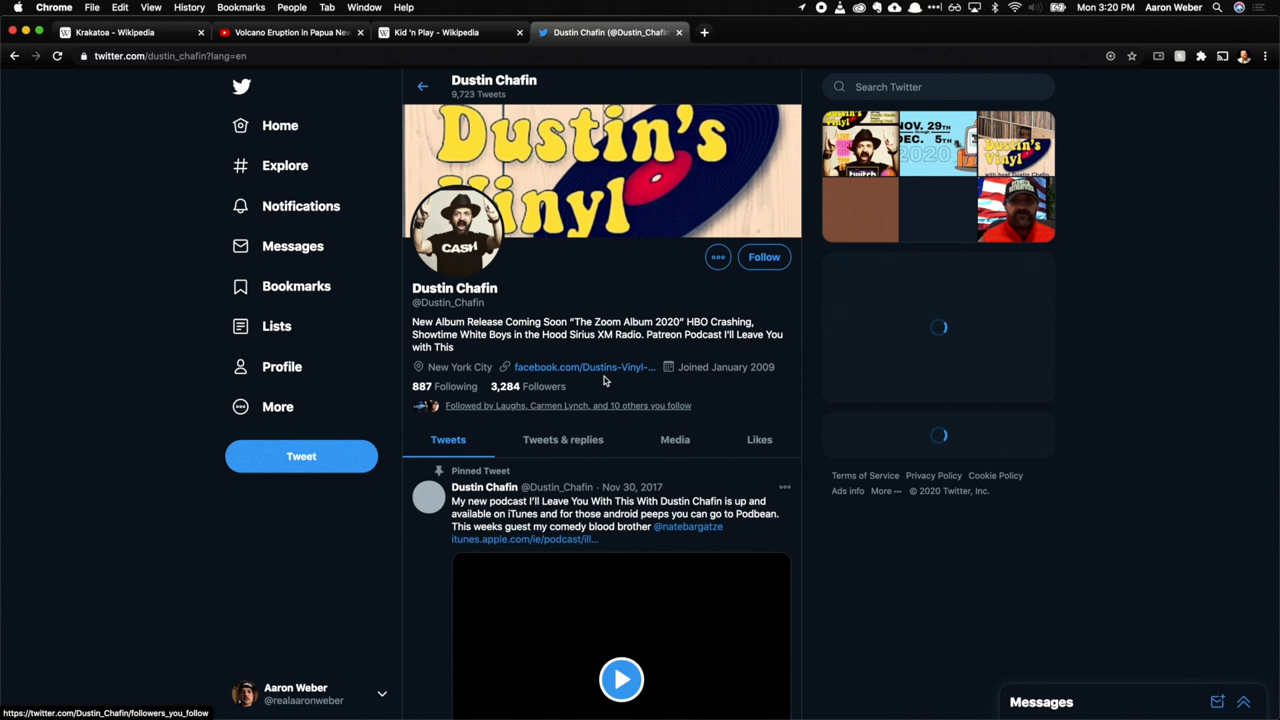 Chrome File Edit View History Bookmarks People Tab Window Help
Mon 3:20 PM Aaron Weber
Krakatoa - Wikipedia
Volcano Eruption in Papua New
Kid 'n Play - Wikipedia
Dustin Chafin (@Dustin_Chafin
twitter.com/dustin_chafin?lang=en
Home
Explore
Notifications
Messages
Bookmarks
Lists
Profile
More
Tweet
Aaron Weber
@realaaronweber
https://twitter.com/Dustin_Chafin/followers_you_follow
Dustin Chafin
9,723 Tweets
Dustin's
Vinyl
CASH
Follow
Dustin Chafin
@Dustin_Chafin
New Album Release Coming Soon “The Zoom Album 2020” HBO Crashing,
Showtime White Boys in the Hood Sirius XM Radio. Patreon Podcast I'll Leave You
with This
New York City facebook.com/Dustins-Vinyl-... Joined January 2009
887 Following 3,284 Followers
Followed by Laughs, Carmen Lynch, and 10 others you follow
Tweets Tweets & replies Media Likes
Pinned Tweet
Dustin Chafin @Dustin_Chafin · Nov 30, 2017
My new podcast I’ll Leave You With This With Dustin Chafin is up and
available on iTunes and for those android peeps you can go to Podbean.
This weeks guest my comedy blood brother @natebargatze
itunes.apple.com/ie/podcast/ill...
Search Twitter
Vinyl
twitch
NOV. 29th
DEC. 5TH
2020
Dustin's
Vinyl
with host Dustin Chafin
Terms of Service Privacy Policy Cookie Policy
Ads info More ··· © 2020 Twitter, Inc.
Messages